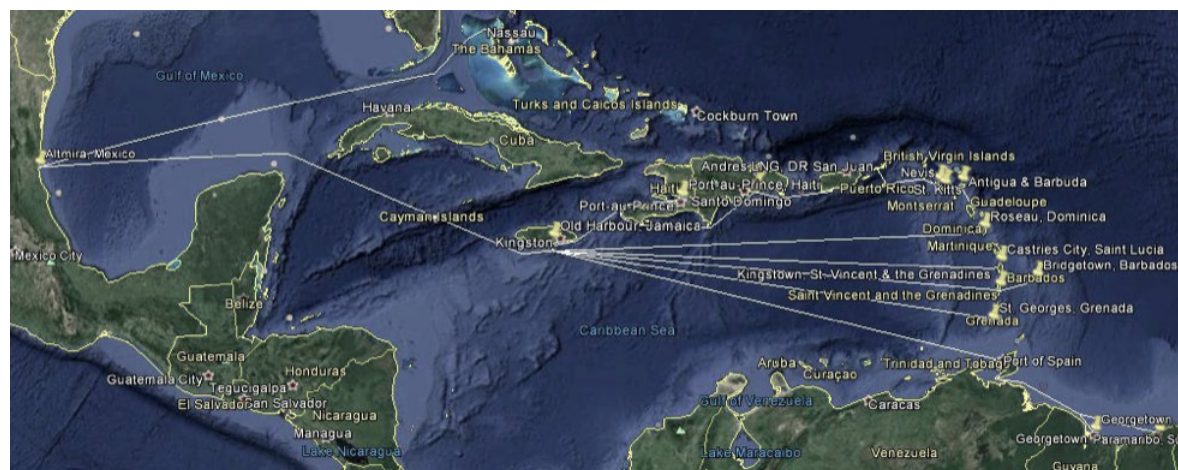 Nassau
The Bahamas
Gulf of Mexico
Turks and Caicos Islands
Havana
Cockburn Town
Cuba
Altmira, Mexico
British Virgin Islands
Andres LNG, DR San Juan
Nevis
Haiti
Port-au-Prince, Haiti
Antigua & Barbuda
Puerto Rico
St. Kitts
Santo Domingo
Port-au-Prince
Montserrat
Guadeloupe
Cayman Islands
Roseau, Dominica
Old Harbour, Jamaica
Dominica
Kingston
Martinique
Castries City, Saint Lucia
Mexico City
Bridgetown, Barbados
Kingstown, St. Vincent & the Grenadines
Barbados
Belize
Saint Vincent and the Grenadines
St. Georges, Grenada
Grenada
Caribbean Sea
Guatemala
Honduras
Aruba
Trinidad and Tobag
Port of Spain
Guatemala City
Curaçao
Tegucigalpa
El Salvador
San Salvador
Gulf of Venezuela
Caracas
Nicaragua
Georgetown,
Managua
Georgetown
Paramaribo, S
Lake Nicaragua
Lake Maracaibo
Venezuela
Guyana